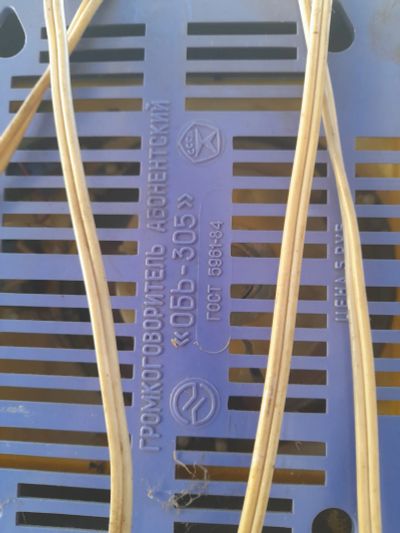 ГРОМКОГОВОРИТЕЛЬ АБОНЕНТСКИЙ
«ОБЬ-305»
ГОСТ 5961-84
ЦЕНА 5 РУБ